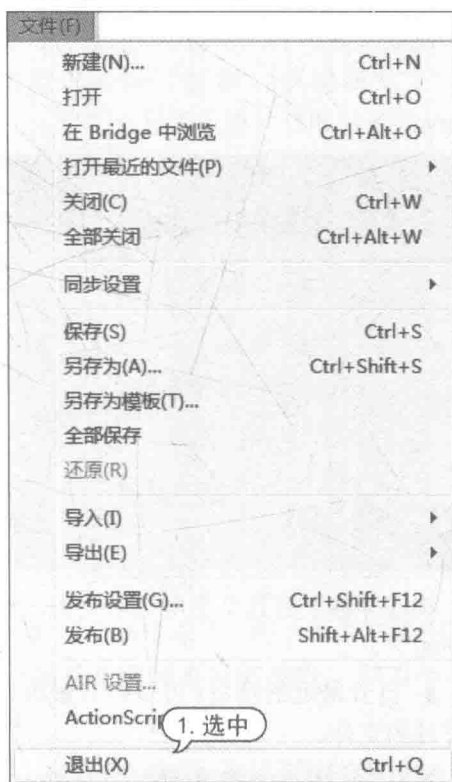 文件(F)
新建(N)... Ctrl+N
打开 Ctrl+O
在 Bridge 中浏览 Ctrl+Alt+O
打开最近的文件(P)
关闭(C) Ctrl+W
全部关闭 Ctrl+Alt+W
同步设置
保存(S) Ctrl+S
另存为(A)... Ctrl+Shift+S
另存为模板(T)...
全部保存
还原(R)
导入(I)
导出(E)
发布设置(G)... Ctrl+Shift+F12
发布(B) Shift+Alt+F12
AIR 设置...
ActionScrip
1. 选中
退出(X) Ctrl+Q